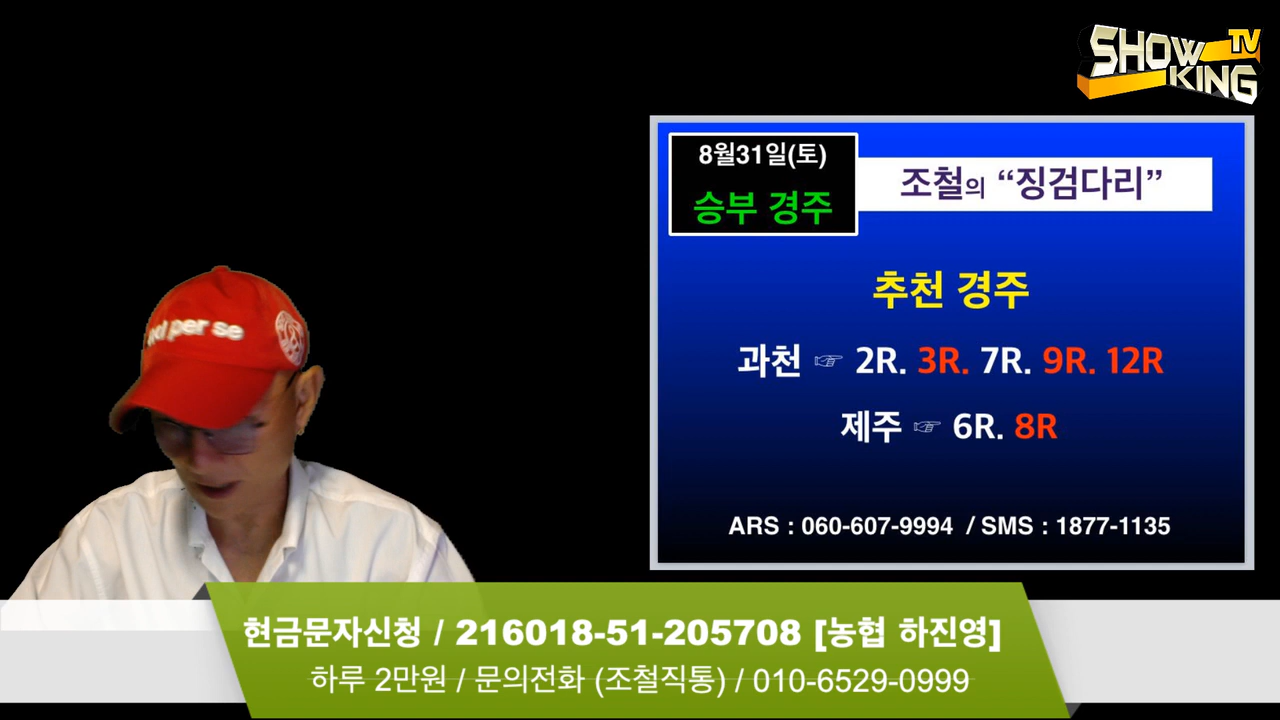 SHOW TV
KING
8월31일(토)
승부 경주
조철의 “징검다리”
추천 경주
과천 ☞ 2R. 3R. 7R. 9R. 12R
제주 ☞ 6R. 8R
ARS : 060-607-9994 / SMS : 1877-1135
per se
현금문자신청 / 216018-51-205708 [농협 하진영]
하루 2만원 / 문의전화 (조철직통) / 010-6529-0999